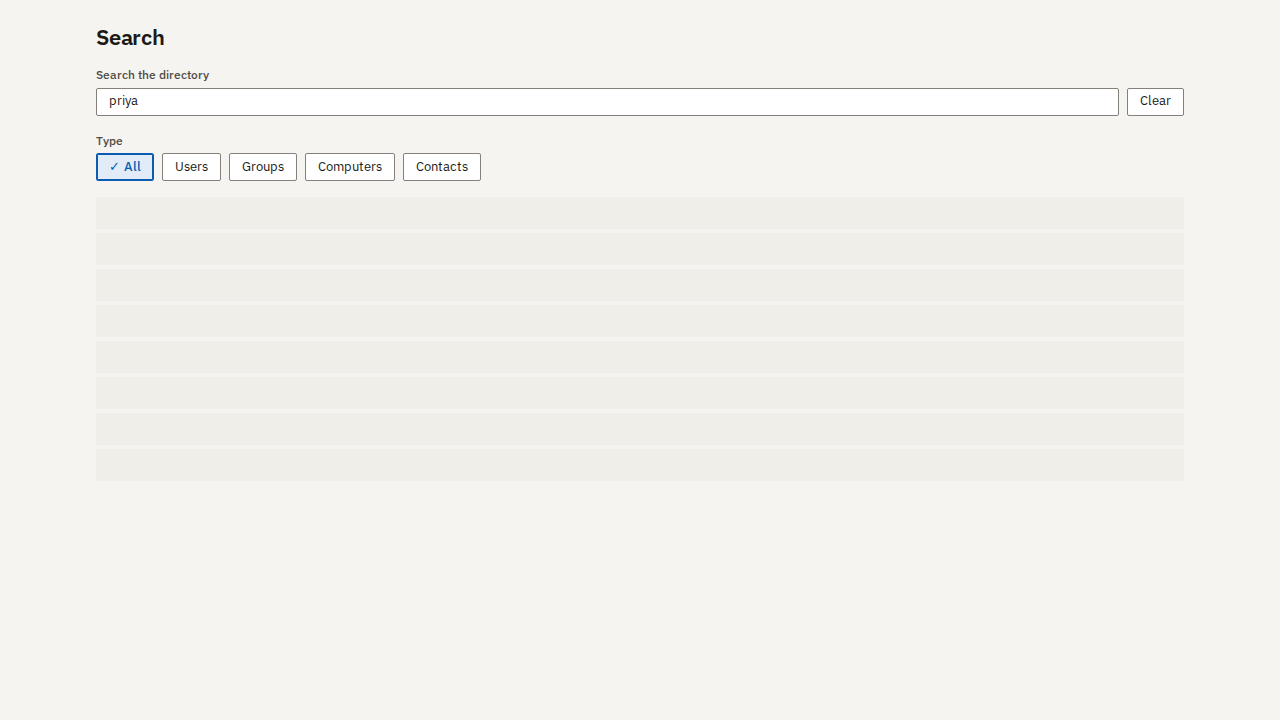 Search
Search the directory
priya
Clear
Type
✓ All
Users
Groups
Computers
Contacts